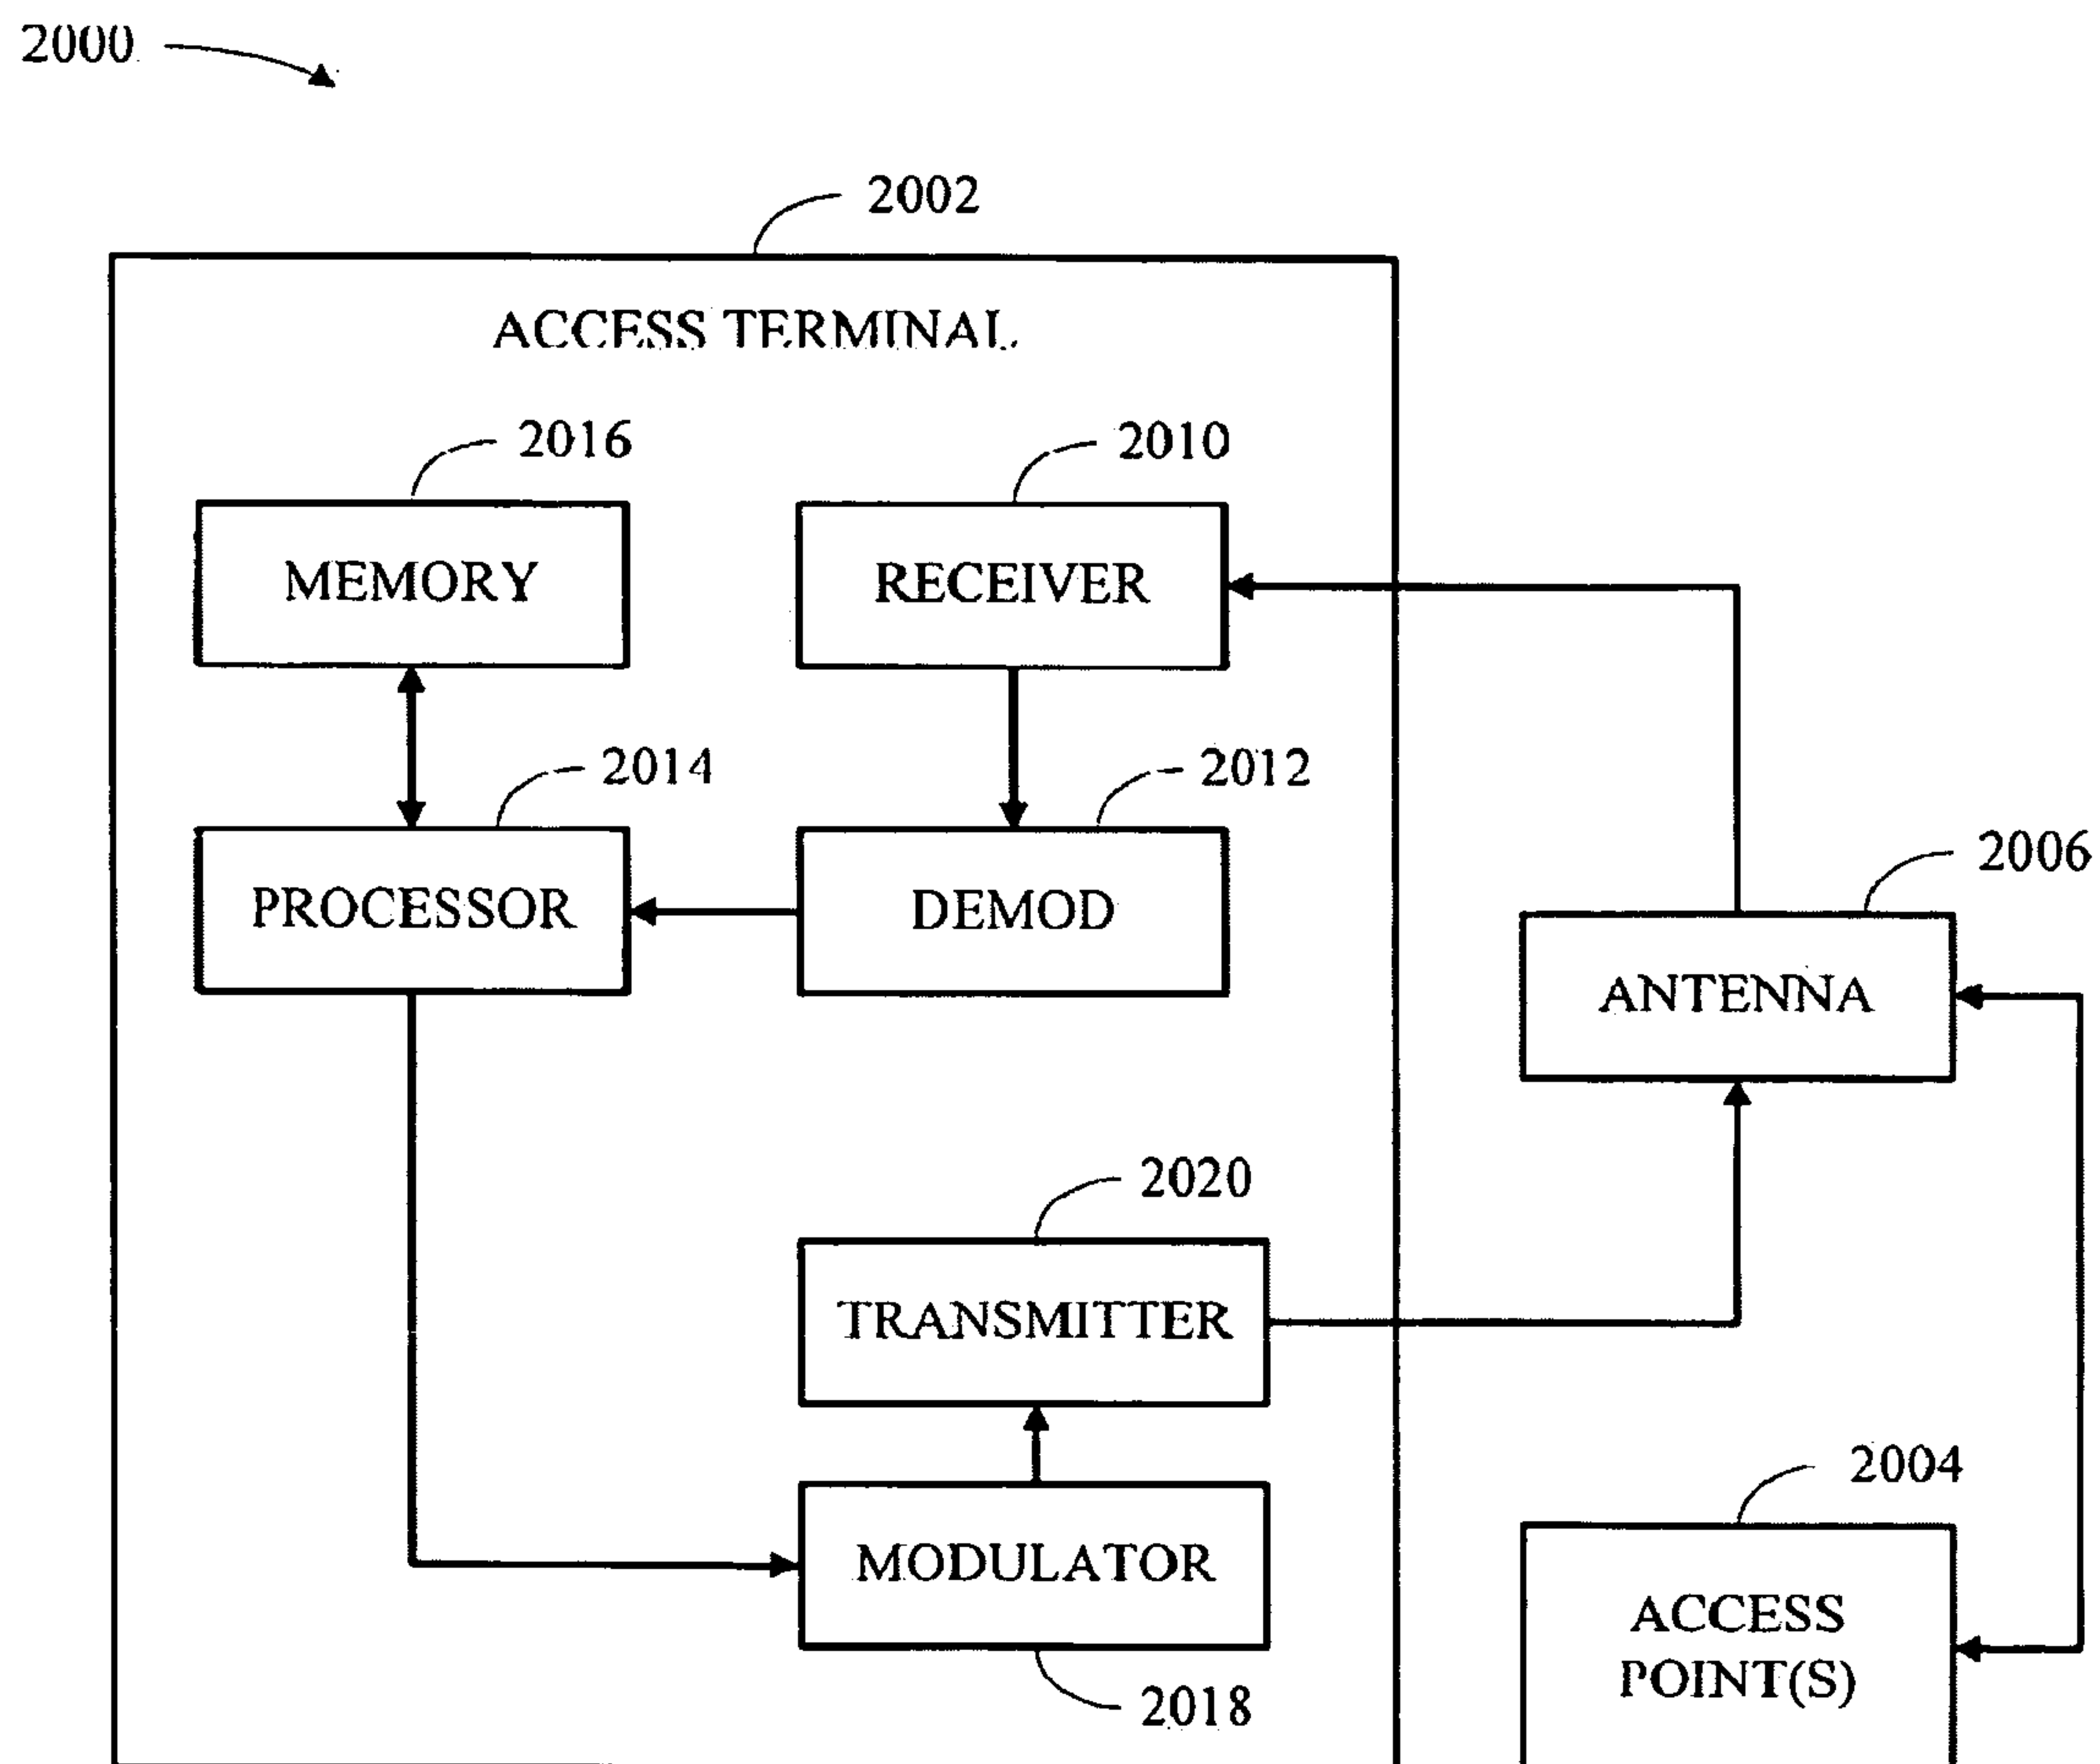 2000
2002
ACCESS TERMINAL
2016
2010
MEMORY
RECEIVER
2014
2012
2006
PROCESSOR
DEMOD
ANTENNA
2020
TRANSMITTER
2004
MODULATOR
ACCESS
POINT(S)
2018